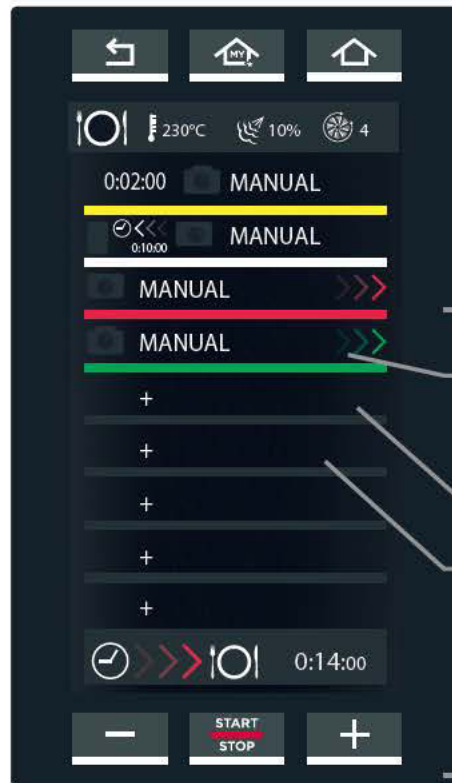 MY
230°C 10% 4
0:02:00 MANUAL
0:10:00 MANUAL
MANUAL
MANUAL
+
+
+
+
+
0:14:00
− START STOP +